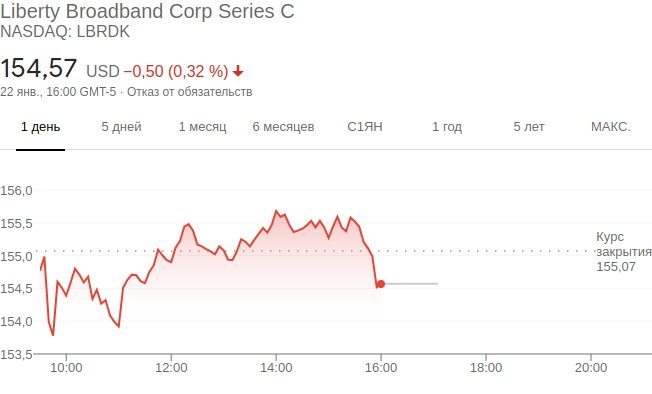 Liberty Broadband Corp Series C
NASDAQ: LBRDK
154,57 USD −0,50 (0,32 %)
22 янв., 16:00 GMT-5 · Отказ от обязательств
1 день 5 дней 1 месяц 6 месяцев С1ЯН 1 год 5 лет МАКС.
156,0
155,5
155,0
154,5
154,0
153,5
Курс
закрытия
155,07
10:00 12:00 14:00 16:00 18:00 20:00